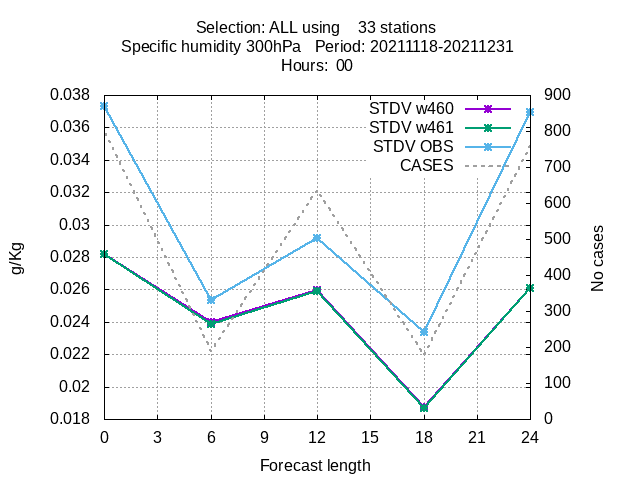 Selection: ALL using    33 stations
Specific humidity 300hPa   Period: 20211118-20211231
Hours:  00
STDV w460
STDV w461
STDV OBS
CASES
g/Kg
0.038
0.036
0.034
0.032
0.03
0.028
0.026
0.024
0.022
0.02
0.018
900
800
700
600
500
400
300
200
100
0
No cases
0 3 6 9 12 15 18 21 24
Forecast length